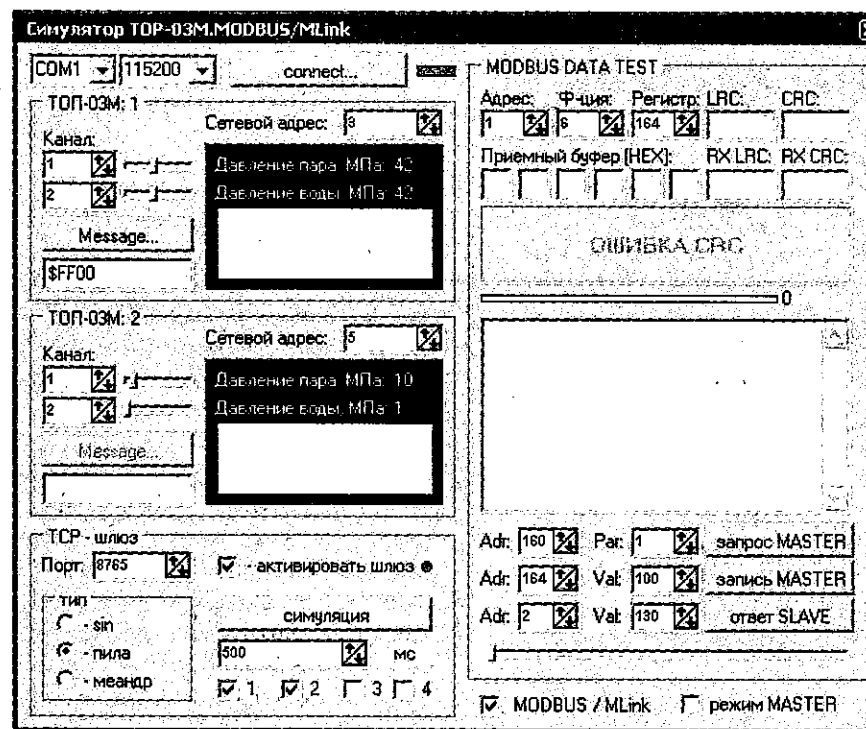 Симулятор ТОР-03М.MODBUS/MLink
COM1 115200 connect...
ТОП-03М: 1
Сетевой адрес: 3
Канал:
1
2
Давление пара, МПа: 42
Давление воды, МПа: 42
Message...
$FF00
ТОП-03М: 2
Сетевой адрес: 5
Канал:
1
2
Давление пара, МПа: 10
Давление воды, МПа: 1
Message...
TCP - шлюз
Порт: 8765 - активировать шлюз
тип
- sin
- пила
- меандр
симуляция
500 мс
1 2 3 4
MODBUS DATA TEST
Адрес: Ф-ция: Регистр: LRC: CRC:
1 6 164
Приемный буфер (HEX): RX LRC: RX CRC:
ОШИБКА CRC
0
Adr: 160 Par: 1 запрос MASTER
Adr: 164 Val: 100 запись MASTER
Adr: 2 Val: 130 ответ SLAVE
MODBUS / MLink режим MASTER